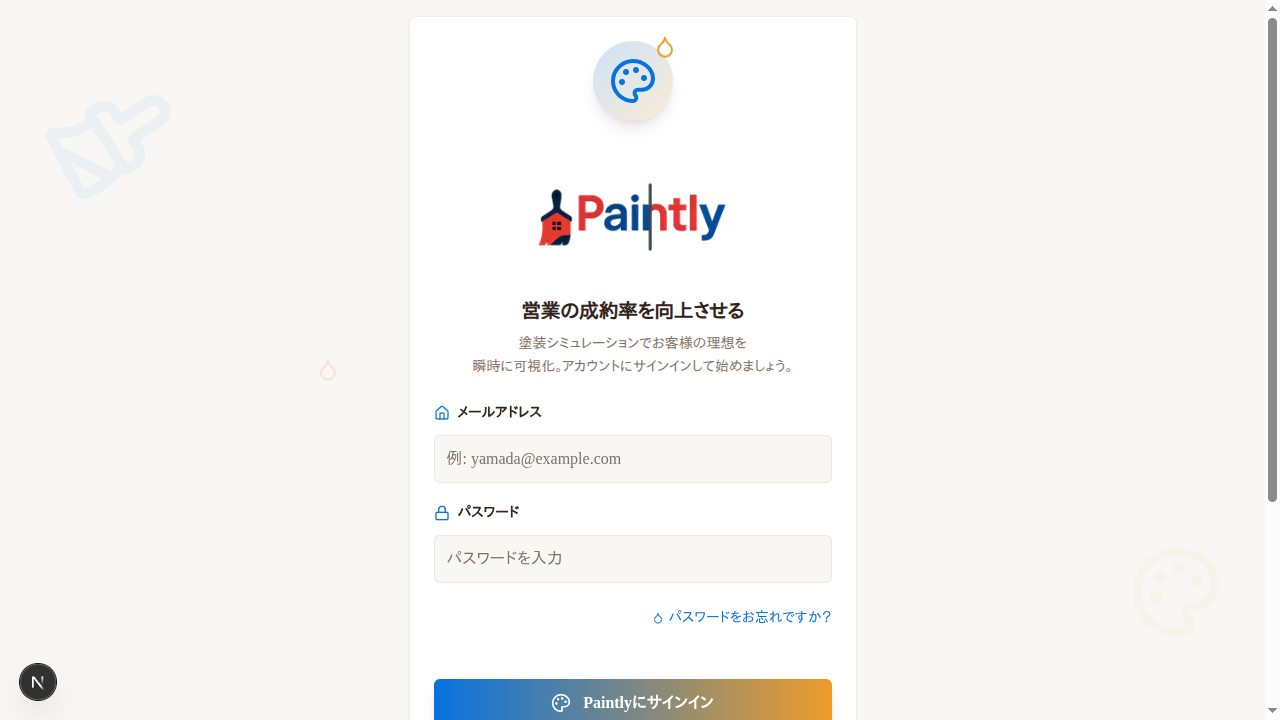 Paintly
営業の成約率を向上させる
塗装シミュレーションでお客様の理想を
瞬時に可視化。アカウントにサインインして始めましょう。
メールアドレス
例: yamada@example.com
パスワード
パスワードを入力
パスワードをお忘れですか？
N
Paintlyにサインイン